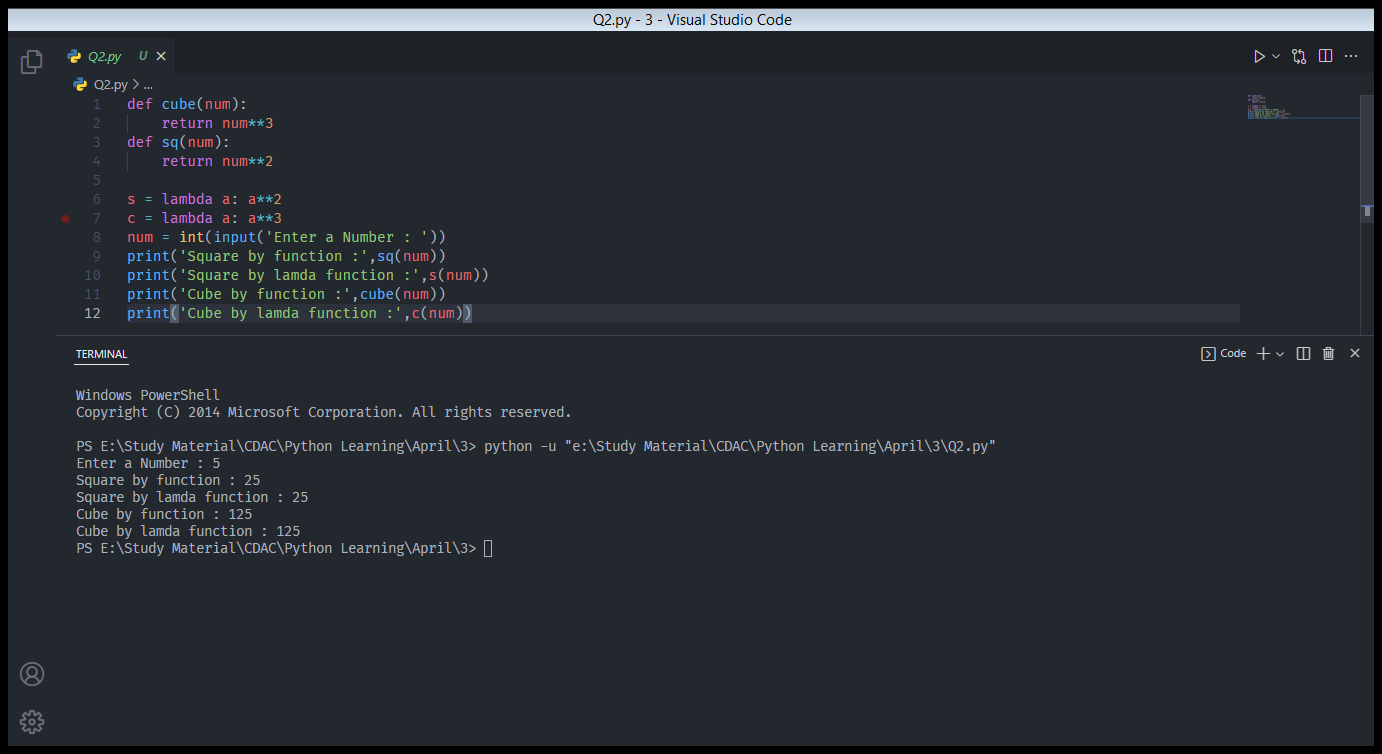 Q2.py - 3 - Visual Studio Code
Q2.py U
Q2.py > ...
1 def cube(num):
2     return num**3
3 def sq(num):
4     return num**2
5
6 s = lambda a: a**2
7 c = lambda a: a**3
8 num = int(input('Enter a Number : '))
9 print('Square by function :',sq(num))
10 print('Square by lamda function :',s(num))
11 print('Cube by function :',cube(num))
12 print('Cube by lamda function :',c(num))
TERMINAL
Code
Windows PowerShell
Copyright (C) 2014 Microsoft Corporation. All rights reserved.
PS E:\Study Material\CDAC\Python Learning\April\3> python -u "e:\Study Material\CDAC\Python Learning\April\3\Q2.py"
Enter a Number : 5
Square by function : 25
Square by lamda function : 25
Cube by function : 125
Cube by lamda function : 125
PS E:\Study Material\CDAC\Python Learning\April\3>